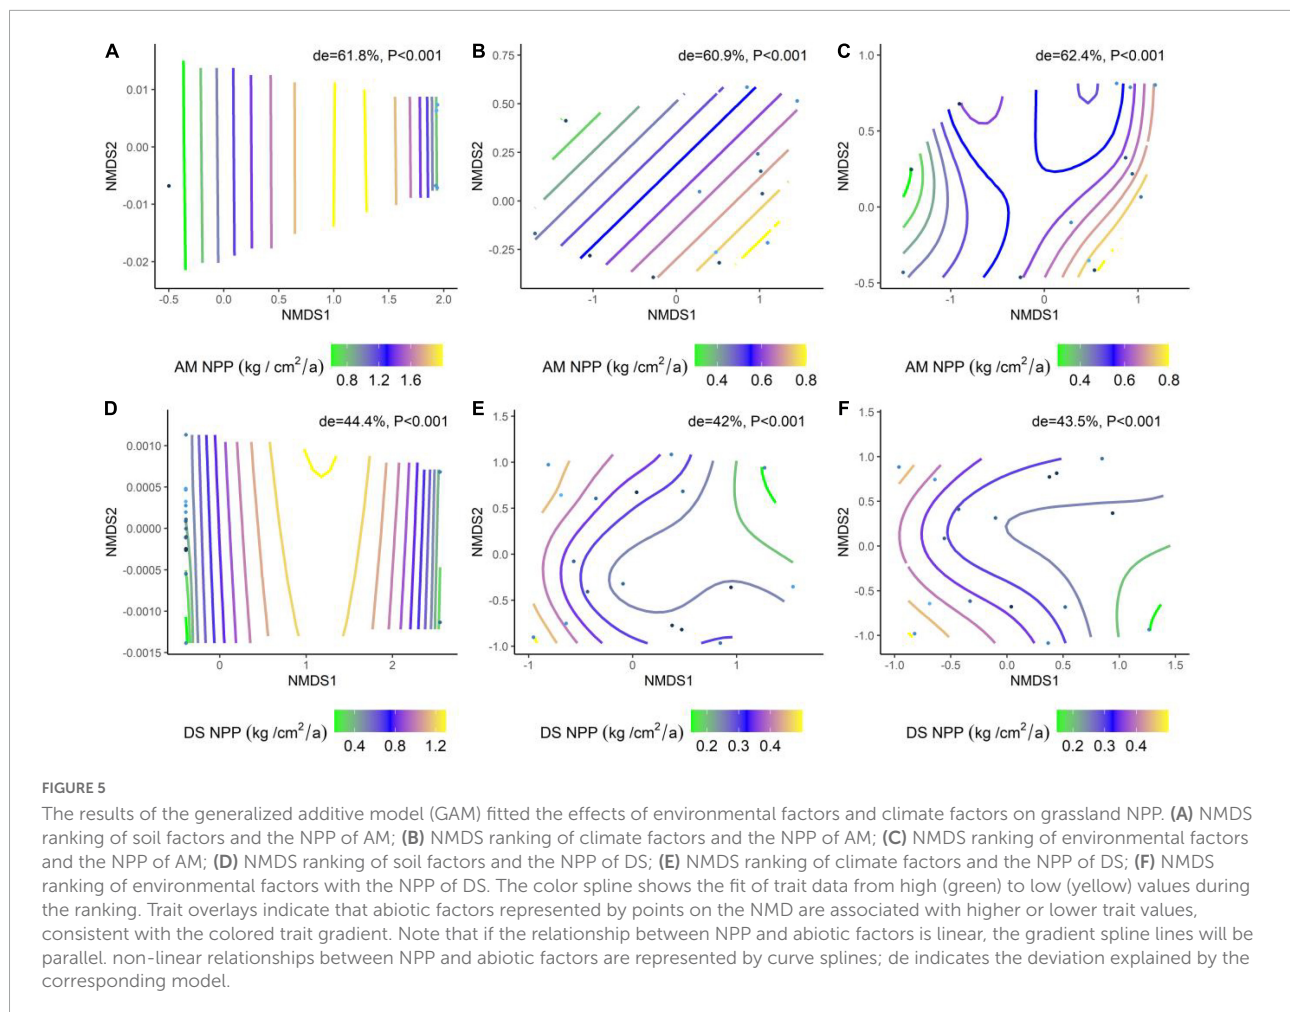 A
de=61.8%, P<0.001
NMDS2
0.01
0.00
-0.01
-0.02
-0.5 0.0 0.5 1.0 1.5 2.0
NMDS1
AM NPP (kg / cm²/a)
0.8 1.2 1.6
B
de=60.9%, P<0.001
NMDS2
0.75
0.50
0.25
0.00
-0.25
-1 0 1
NMDS1
AM NPP (kg /cm²/a)
0.4 0.6 0.8
C
de=62.4%, P<0.001
NMDS2
1.0
0.5
0.0
-0.5
-1 0 1
NMDS1
AM NPP (kg /cm²/a)
0.4 0.6 0.8
D
de=44.4%, P<0.001
NMDS2
0.0010
0.0005
0.0000
-0.0005
-0.0010
-0.0015
0 1 2
NMDS1
DS NPP (kg /cm²/a)
0.4 0.8 1.2
E
de=42%, P<0.001
NMDS2
1.5
1.0
0.5
0.0
-0.5
-1.0
-1 0 1
NMDS1
DS NPP (kg /cm²/a)
0.2 0.3 0.4
F
de=43.5%, P<0.001
NMDS2
1.5
1.0
0.5
0.0
-0.5
-1.0
-1.0 -0.5 0.0 0.5 1.0 1.5
NMDS1
DS NPP (kg /cm²/a)
0.2 0.3 0.4
FIGURE 5
The results of the generalized additive model (GAM) fitted the effects of environmental factors and climate factors on grassland NPP. (A) NMDS
ranking of soil factors and the NPP of AM; (B) NMDS ranking of climate factors and the NPP of AM; (C) NMDS ranking of environmental factors
and the NPP of AM; (D) NMDS ranking of soil factors and the NPP of DS; (E) NMDS ranking of climate factors and the NPP of DS; (F) NMDS
ranking of environmental factors with the NPP of DS. The color spline shows the fit of trait data from high (green) to low (yellow) values during
the ranking. Trait overlays indicate that abiotic factors represented by points on the NMD are associated with higher or lower trait values,
consistent with the colored trait gradient. Note that if the relationship between NPP and abiotic factors is linear, the gradient spline lines will be
parallel. non-linear relationships between NPP and abiotic factors are represented by curve splines; de indicates the deviation explained by the
corresponding model.